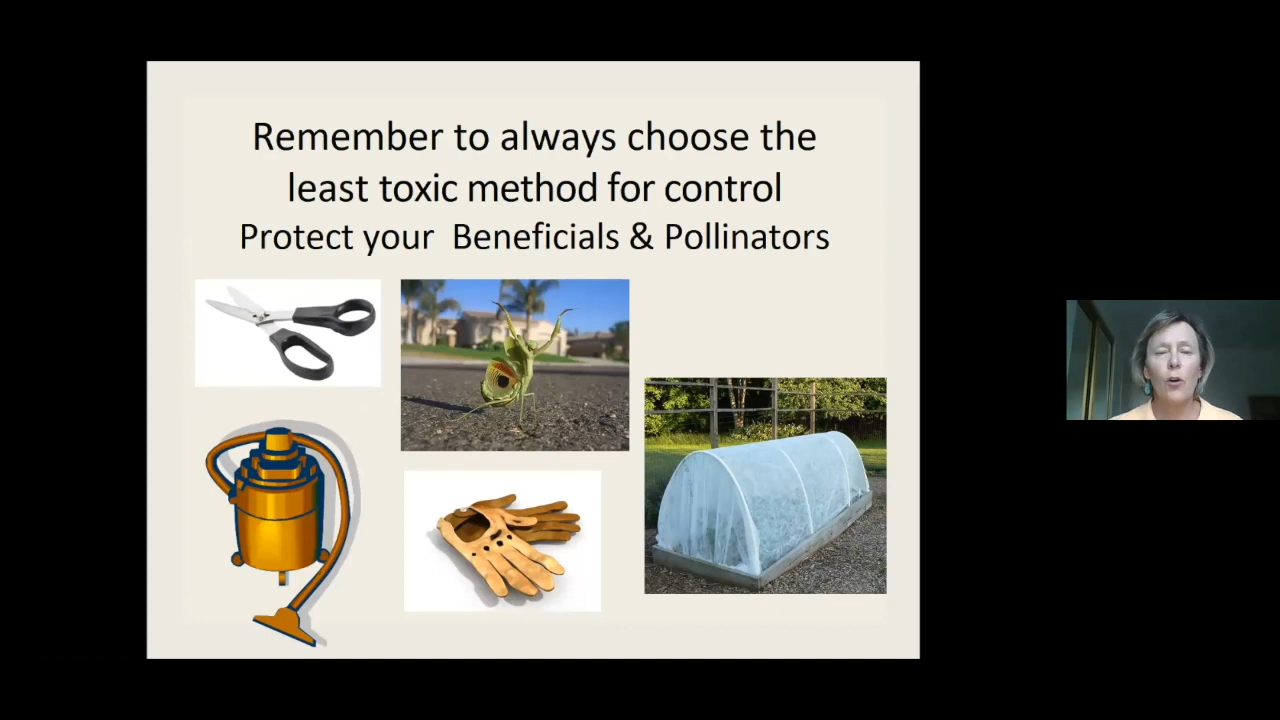 Remember to always choose the
least toxic method for control
Protect your Beneficials & Pollinators